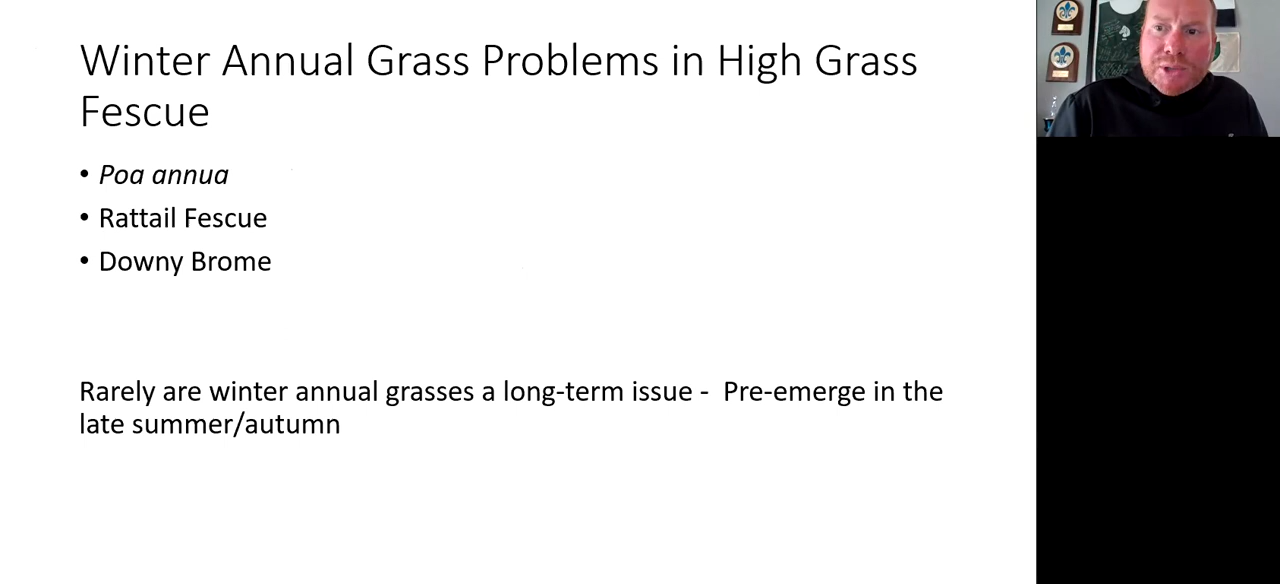 Winter Annual Grass Problems in High Grass
Fescue
• Poa annua
• Rattail Fescue
• Downy Brome
Rarely are winter annual grasses a long-term issue - Pre-emerge in the
late summer/autumn